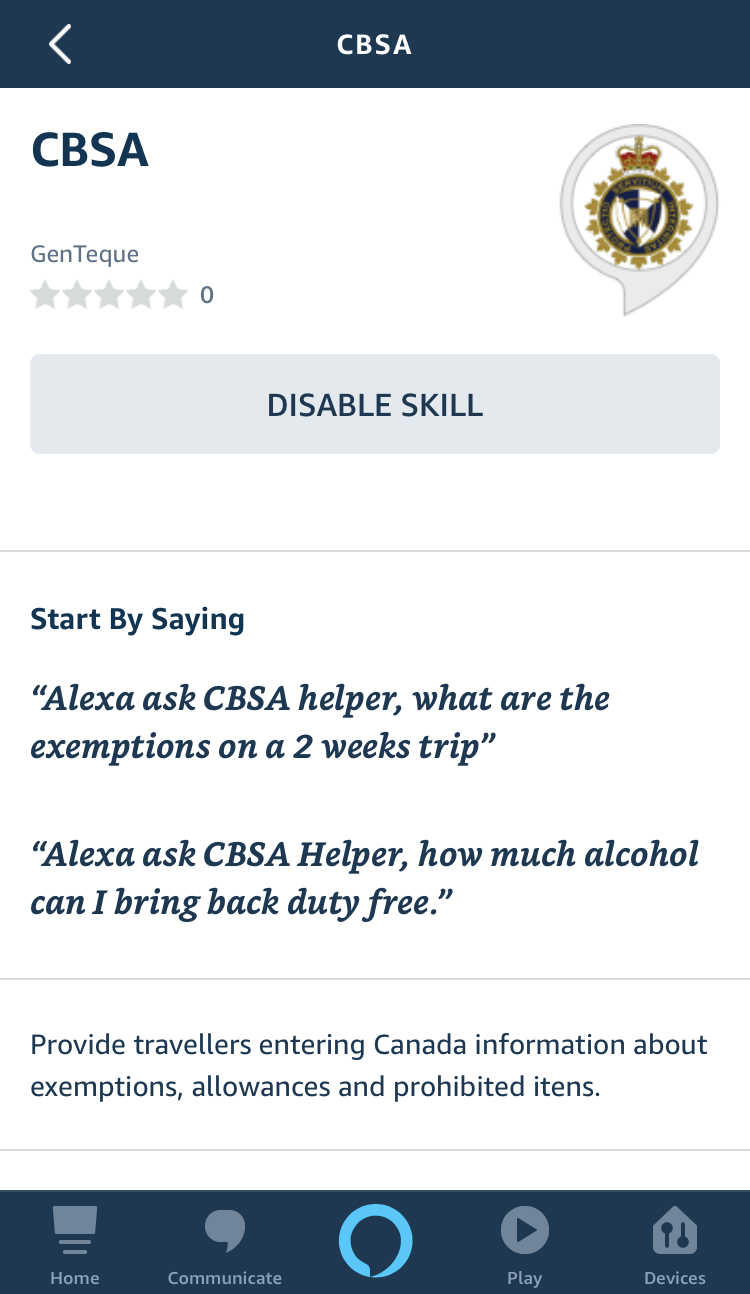 CBSA
CBSA
GenTeque
0
DISABLE SKILL
Start By Saying
“Alexa ask CBSA helper, what are the
exemptions on a 2 weeks trip”
“Alexa ask CBSA Helper, how much alcohol
can I bring back duty free.”
Provide travellers entering Canada information about
exemptions, allowances and prohibited itens.
Home
Communicate
Play
Devices